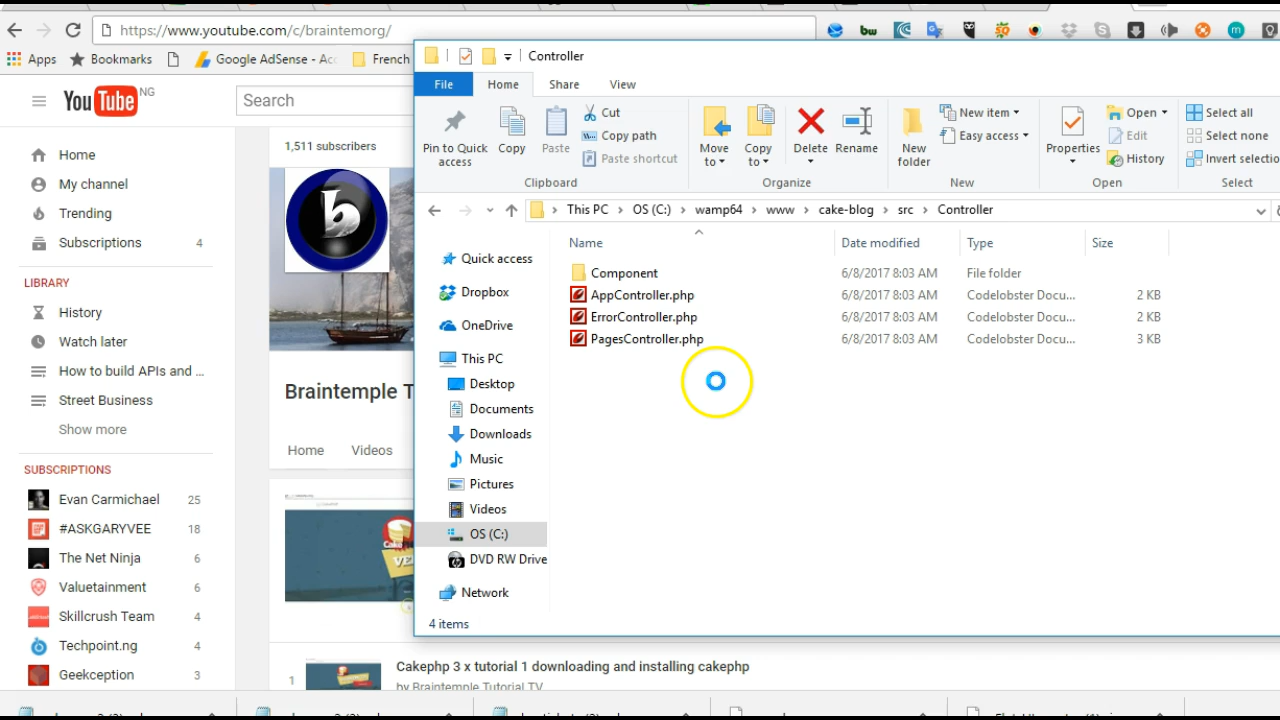 https://www.youtube.com/c/braintemcrg/
bw
m
Apps
Bookmarks
Google AdSense - Acc
French
YouTube
NG
Search
Home
My channel
Trending
Subscriptions 4
LIBRARY
History
Watch later
How to build APIs and ...
Street Business
Show more
SUBSCRIPTIONS
Evan Carmichael 25
#ASKGARYVEE 18
The Net Ninja 6
Valuetainment 6
Skillcrush Team 4
Techpoint.ng 4
Geekception 3
1,511 subscribers
b
Braintemple T
Home Videos
1
Cakephp 3 x tutorial 1 downloading and installing cakephp
by Braintemple Tutorial TV
Controller
File Home Share View
Pin to Quick access
Copy
Paste
Cut
Copy path
Paste shortcut
Clipboard
Move to
Copy to
Delete
Rename
Organize
New folder
New item
Easy access
New
Properties
Open
Edit
History
Open
Select all
Select none
Invert selectio
Select
This PC > OS (C:) > wamp64 > www > cake-blog > src > Controller
Quick access
Dropbox
OneDrive
This PC
Desktop
Documents
Downloads
Music
Pictures
Videos
OS (C:)
DVD RW Drive
Network
Name Date modified Type Size
Component 6/8/2017 8:03 AM File folder
AppController.php 6/8/2017 8:03 AM Codelobster Docu... 2 KB
ErrorController.php 6/8/2017 8:03 AM Codelobster Docu... 2 KB
PagesController.php 6/8/2017 8:03 AM Codelobster Docu... 3 KB
4 items